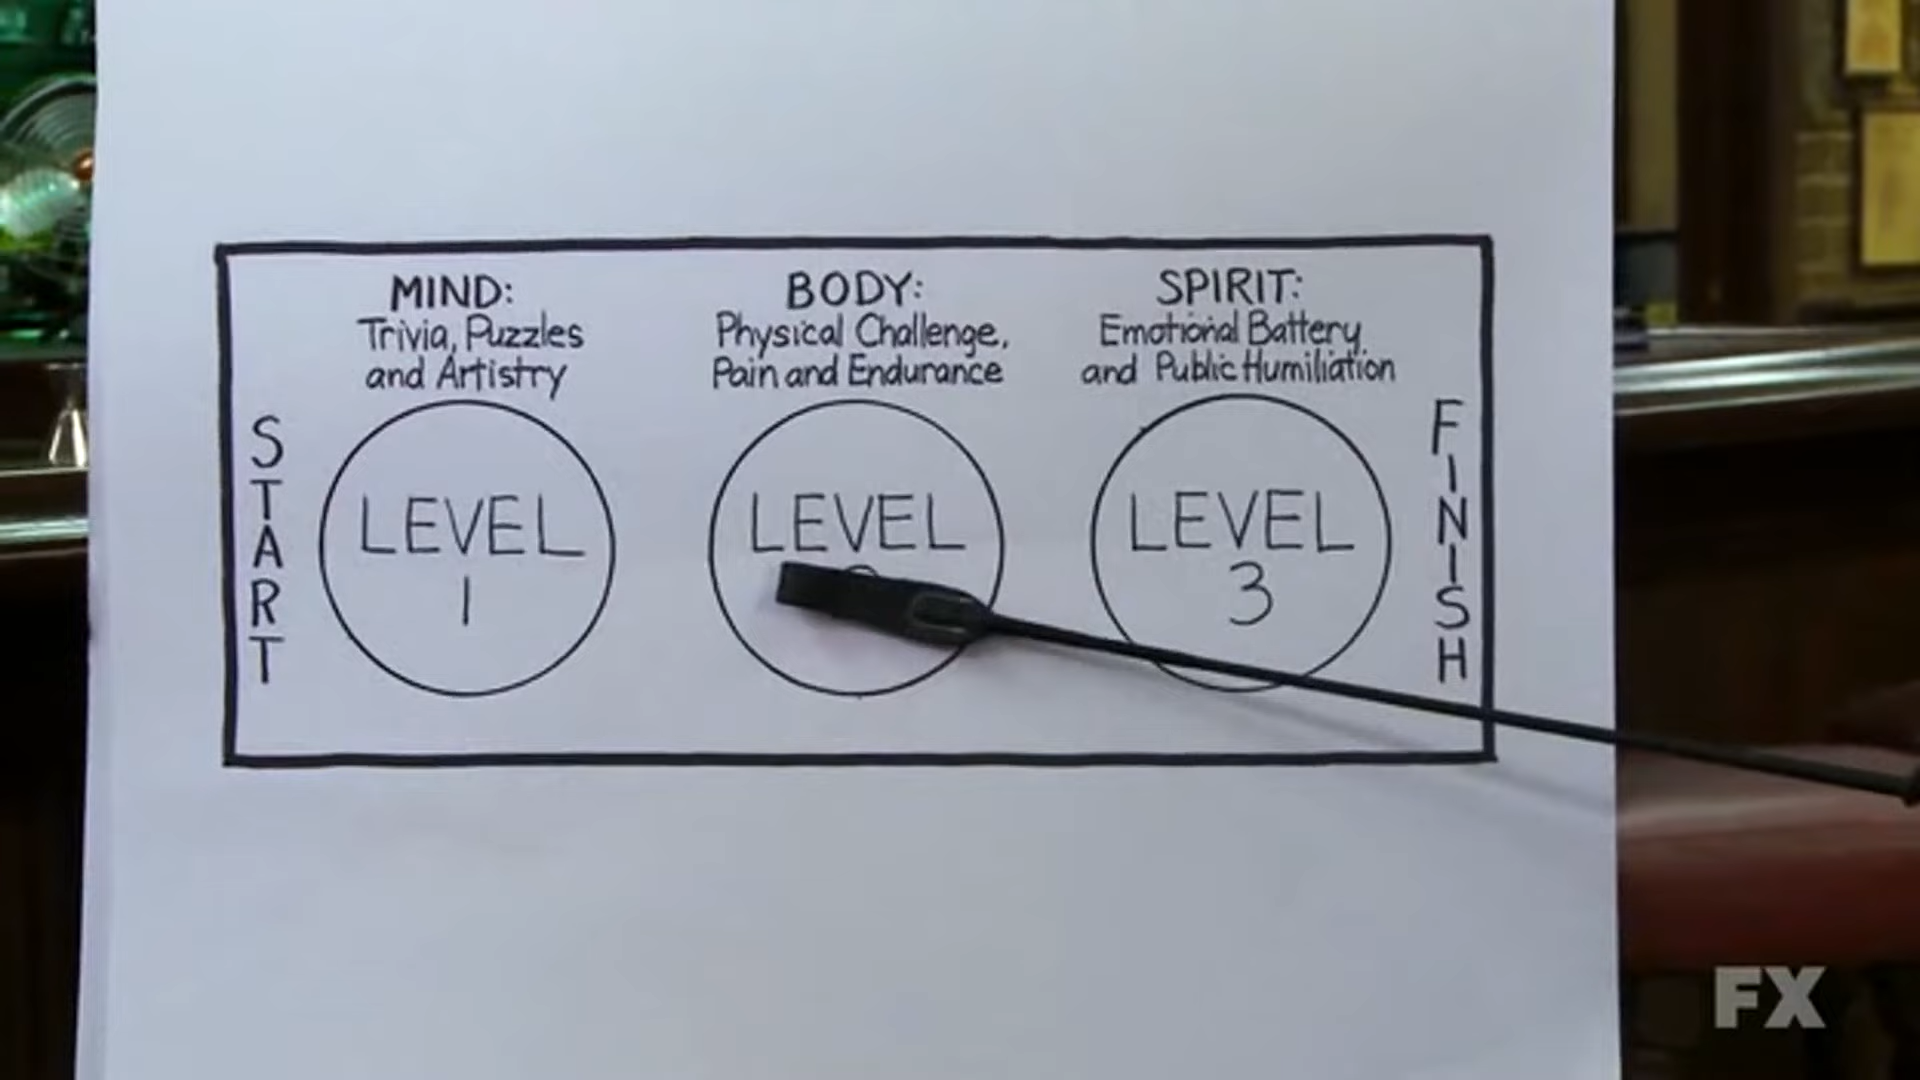 MIND:
Trivia, Puzzles
and Artistry
BODY:
Physical Challenge,
Pain and Endurance
SPIRIT:
Emotional Battery
and Public Humiliation
START
LEVEL
1
LEVEL
LEVEL
3
FINISH
FX